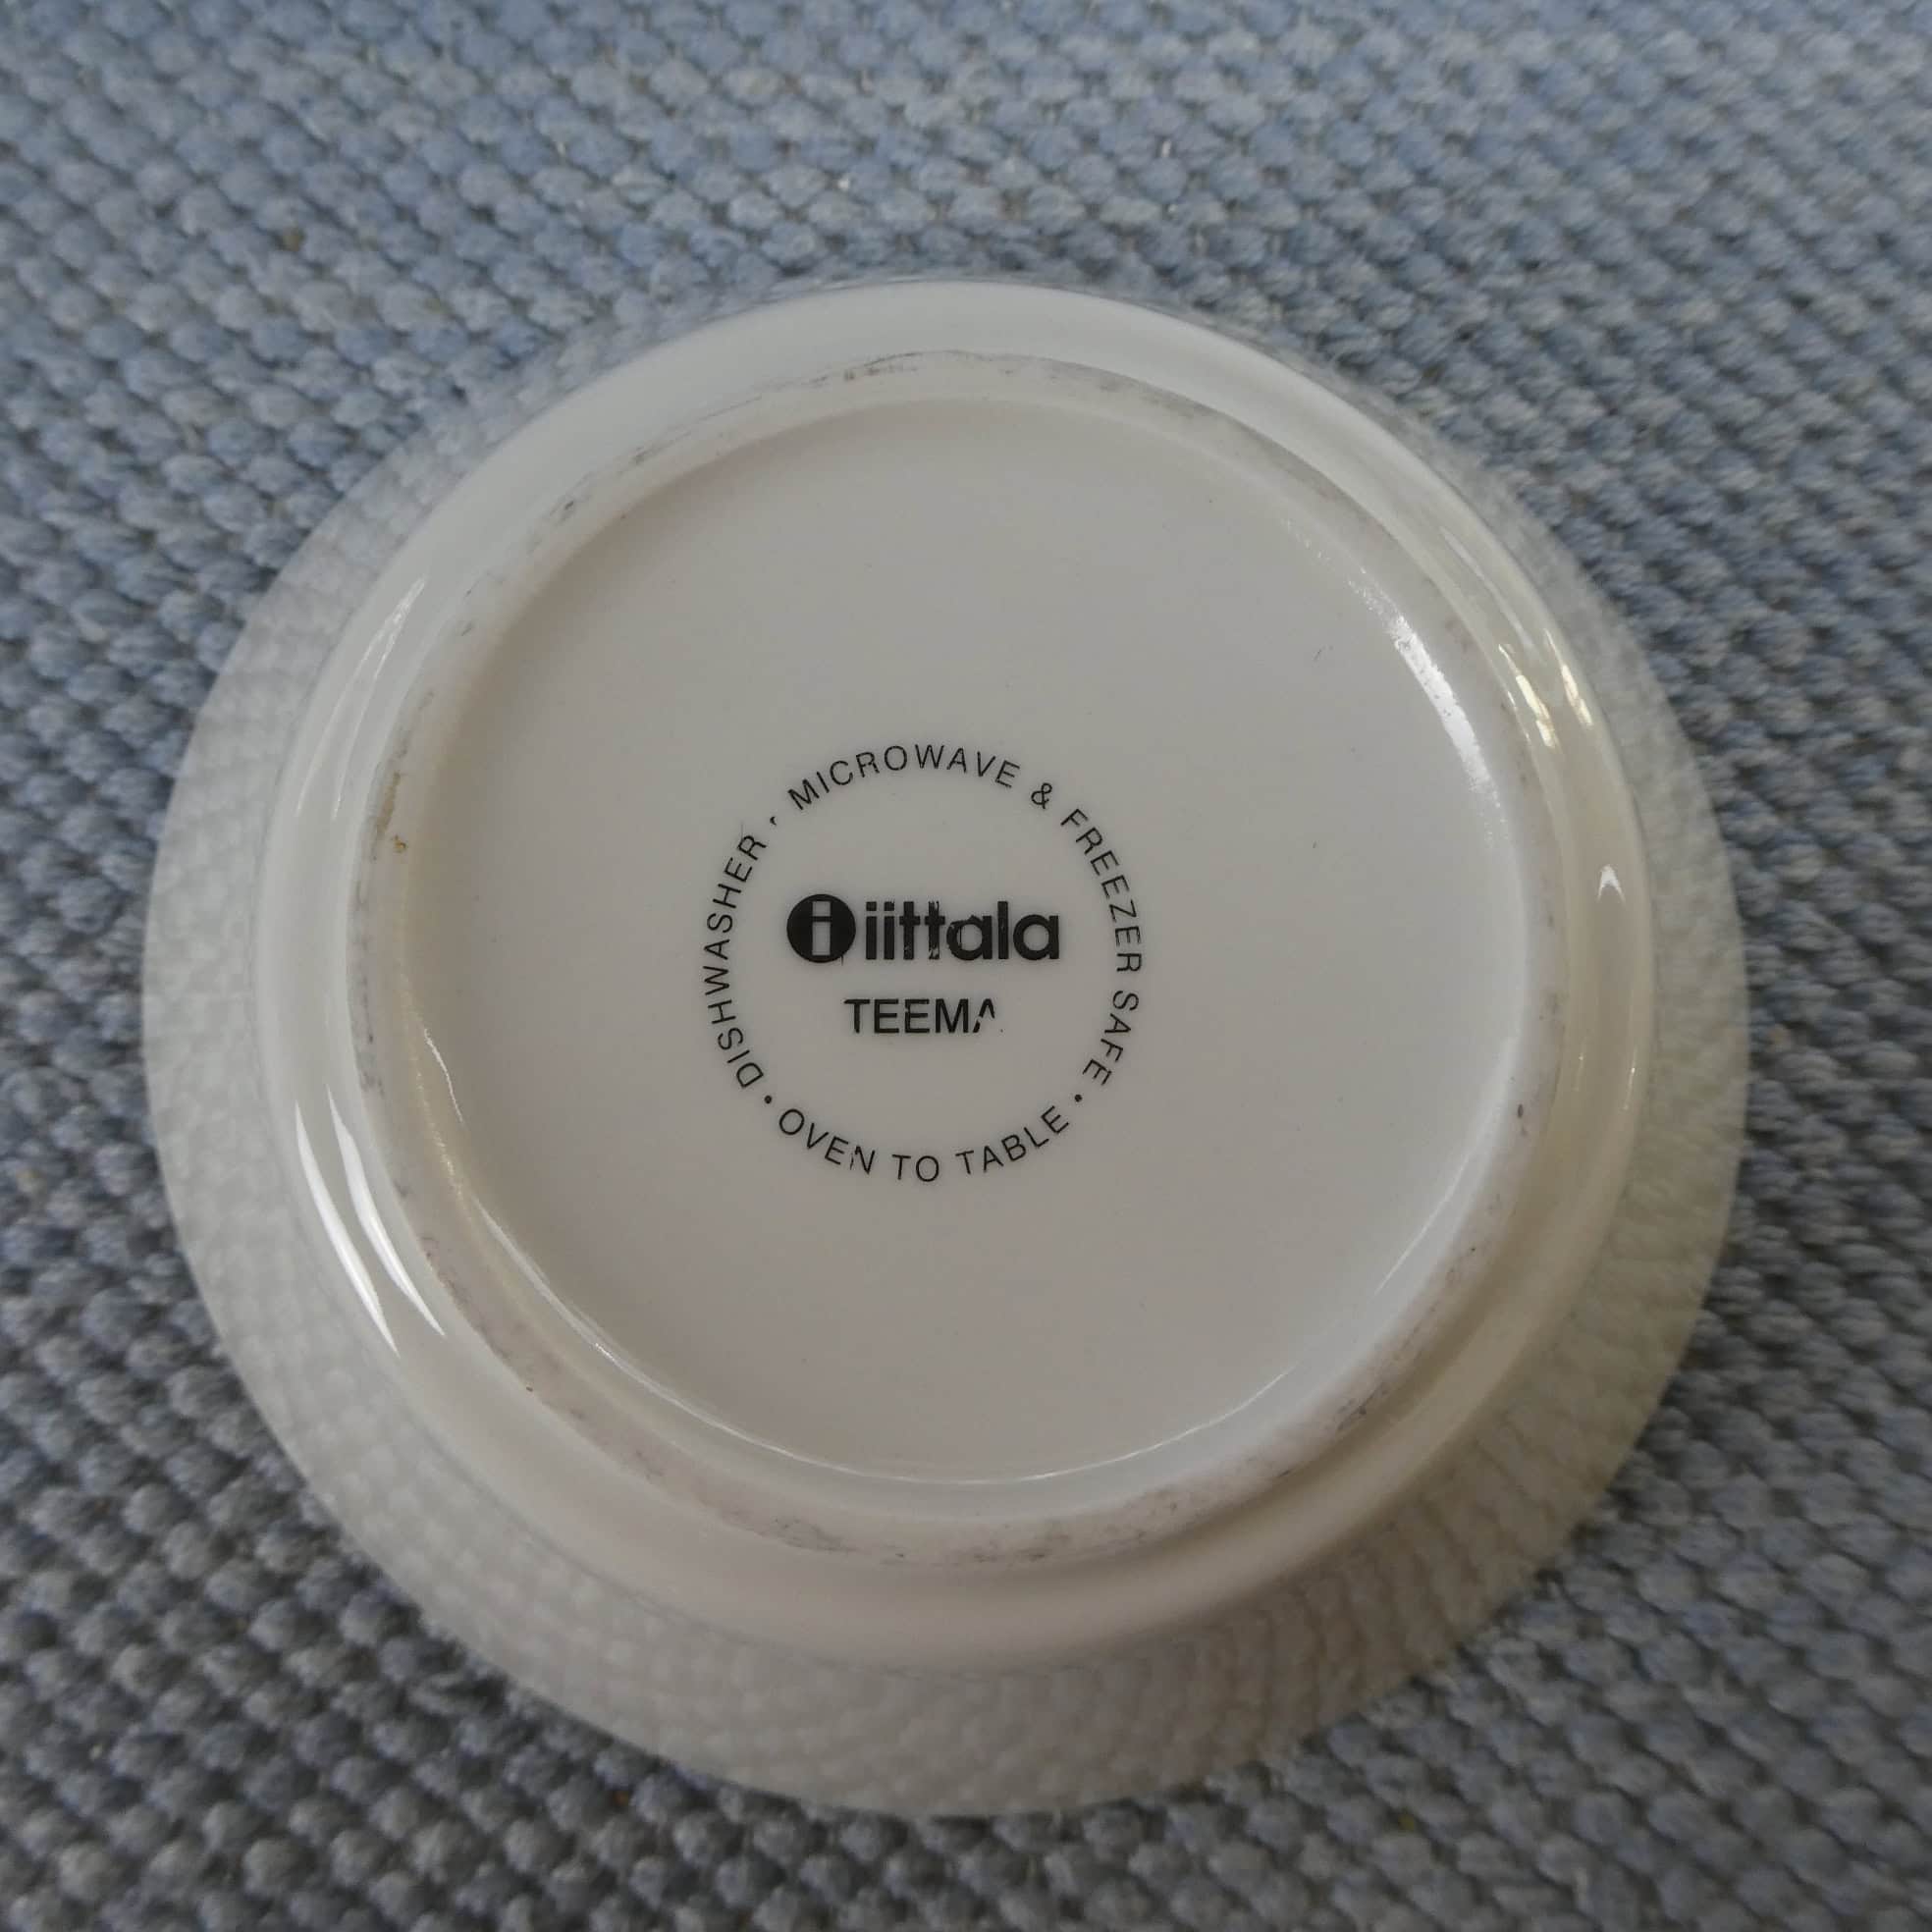 DISHWASHER • MICROWAVE & FREEZER SAFE • OVEN TO TABLE •
i iittala
TEEMA